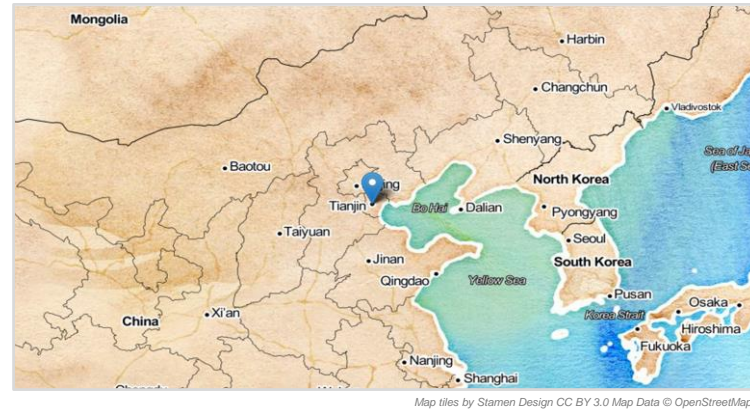 Mongolia
Harbin
Changchun
Vladivostok
Shenyang
Sea of Ja
(East Se
Baotou
North Korea
Tianjin
Bo Hai
Dalian
Pyongyang
Taiyuan
Seoul
Jinan
South Korea
Qingdao
Yellow Sea
Pusan
Osaka
China
Xi'an
Korea Strait
Hiroshima
Fukuoka
Nanjing
Shanghai
Map tiles by Stamen Design CC BY 3.0 Map Data © OpenStreetMap